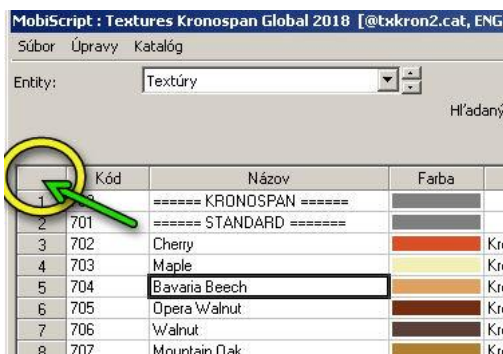 MobiScript : Textures Kronospan Global 2018 [@txkron2.cat, ENG
Súbor Úpravy Katalóg
Entity: Textúry
Hľadaný
Kód Názov Farba
1 ====== KRONOSPAN ======
2 701 ====== STANDARD =======
3 702 Cherry Kr
4 703 Maple Kr
5 704 Bavaria Beech Kr
6 705 Opera Walnut Kr
7 706 Walnut Kr
8 707 Mountain Oak Kr